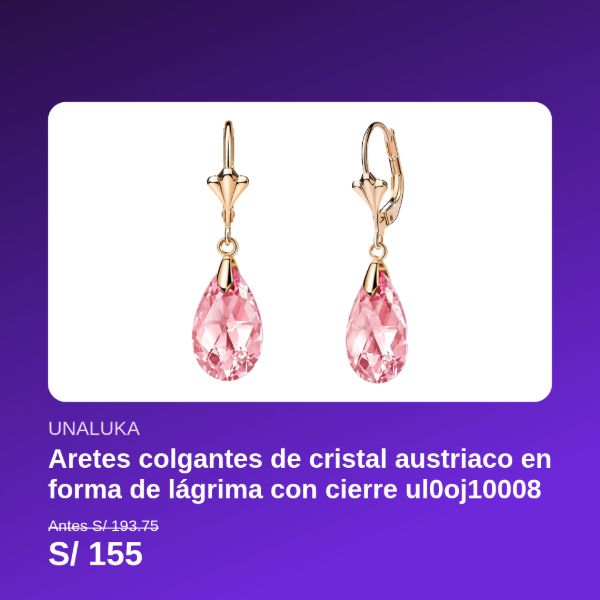 UNALUKA
Aretes colgantes de cristal austriaco en
forma de lágrima con cierre ul0oj10008
Antes S/ 193.75
S/ 155